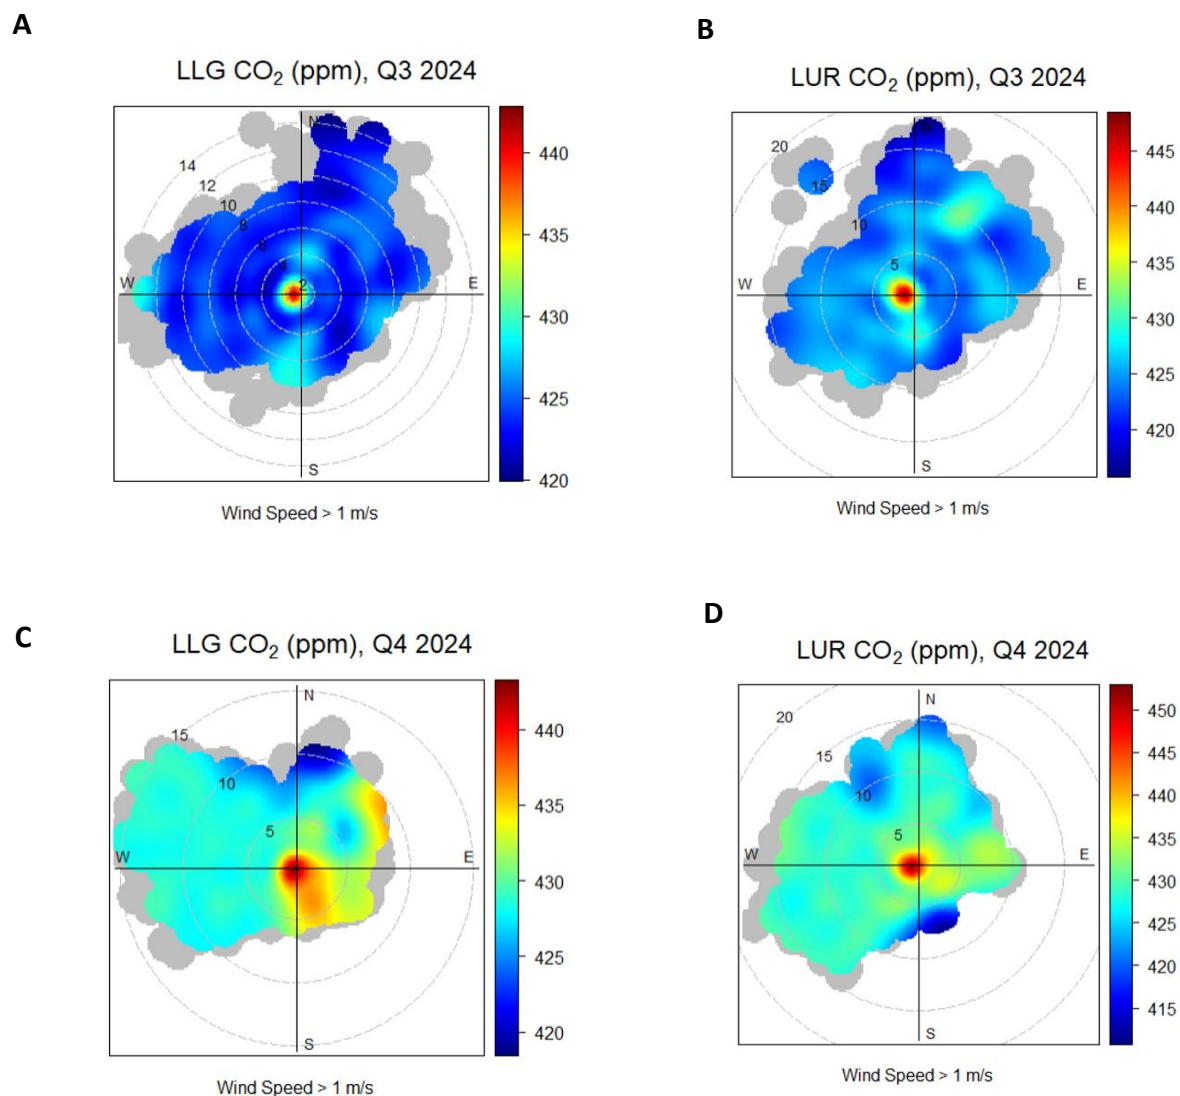 A
LLG CO₂ (ppm), Q3 2024
N
14
12
10
8
6
4
2
W
E
S
440
435
430
425
420
Wind Speed > 1 m/s
B
LUR CO₂ (ppm), Q3 2024
N
20
15
10
5
W
E
S
445
440
435
430
425
420
Wind Speed > 1 m/s
C
LLG CO₂ (ppm), Q4 2024
N
15
10
5
W
E
S
440
435
430
425
420
Wind Speed > 1 m/s
D
LUR CO₂ (ppm), Q4 2024
N
20
15
10
5
W
E
S
450
445
440
435
430
425
420
415
Wind Speed > 1 m/s